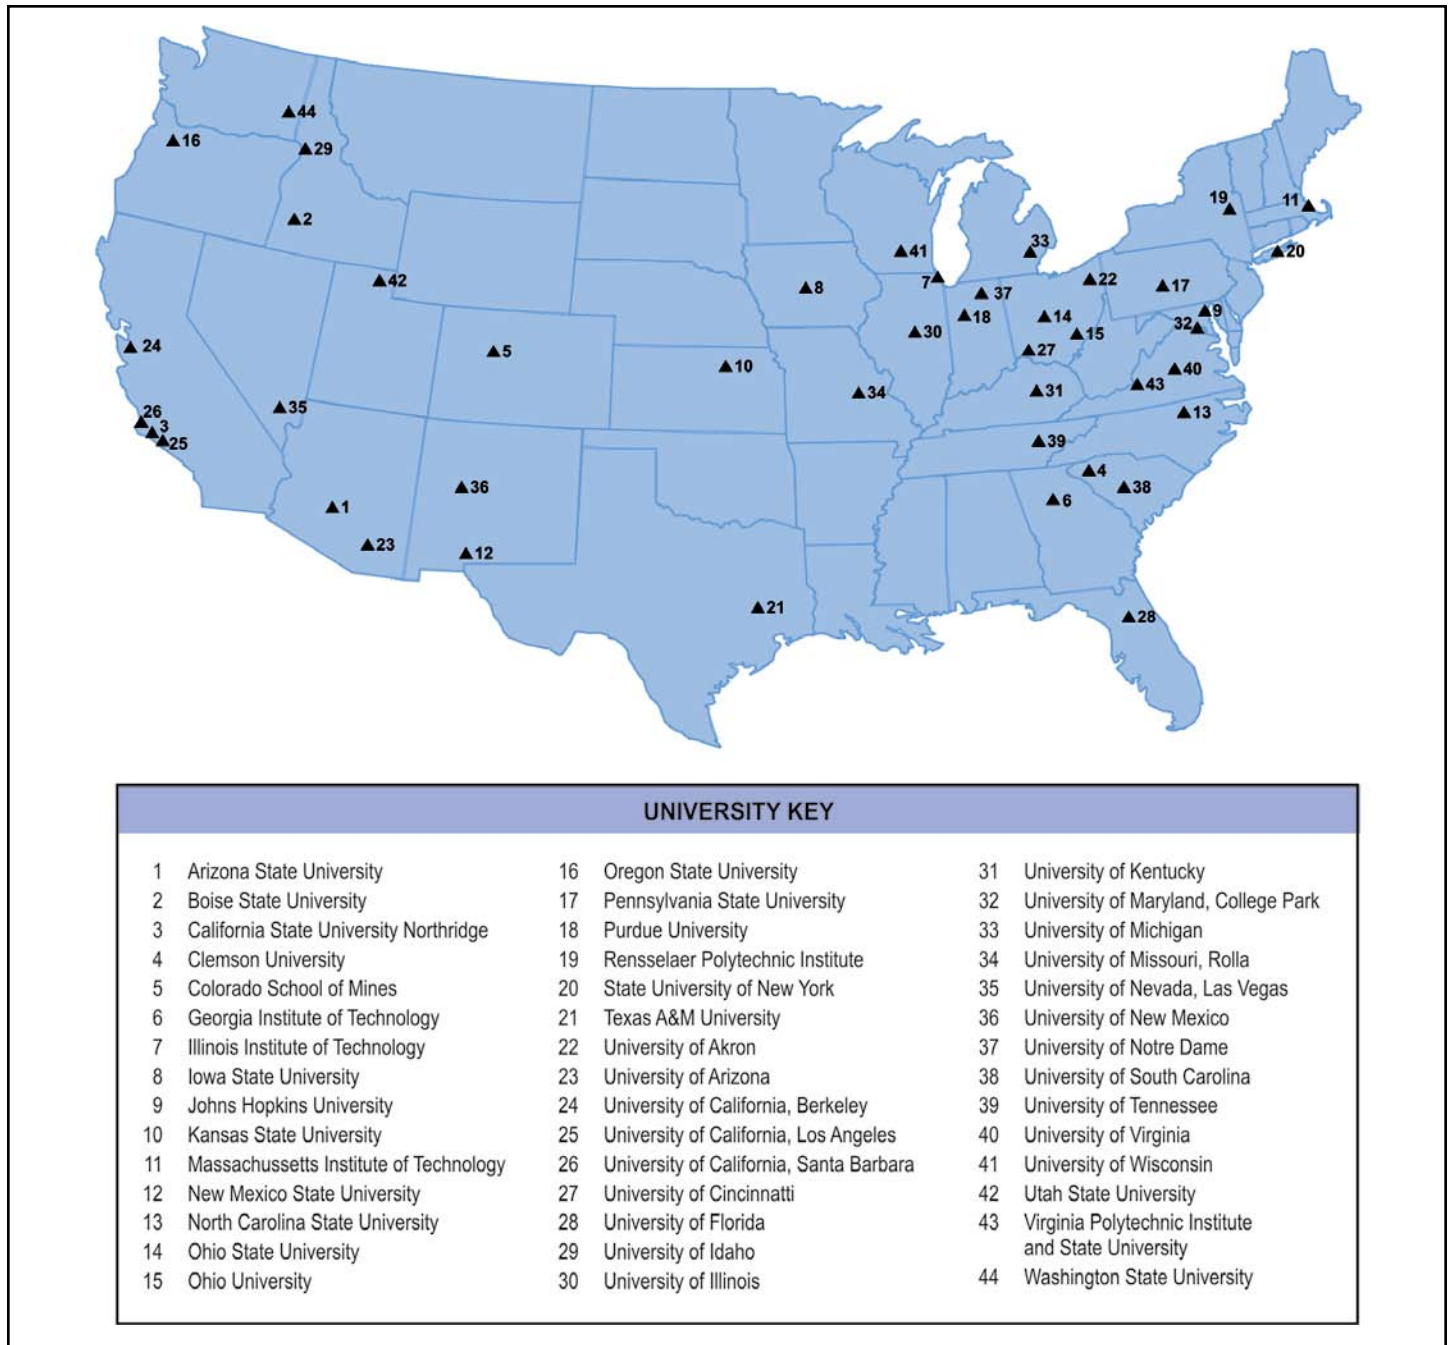 44
16
29
2
19
11
33
41
20
7
42
8
37
22
17
18
14
9
32
30
15
24
5
27
10
40
31
43
34
26
35
13
3
25
39
4
36
38
6
1
23
12
21
28
UNIVERSITY KEY
1 Arizona State University
2 Boise State University
3 California State University Northridge
4 Clemson University
5 Colorado School of Mines
6 Georgia Institute of Technology
7 Illinois Institute of Technology
8 Iowa State University
9 Johns Hopkins University
10 Kansas State University
11 Massachussetts Institute of Technology
12 New Mexico State University
13 North Carolina State University
14 Ohio State University
15 Ohio University
16 Oregon State University
17 Pennsylvania State University
18 Purdue University
19 Rensselaer Polytechnic Institute
20 State University of New York
21 Texas A&M University
22 University of Akron
23 University of Arizona
24 University of California, Berkeley
25 University of California, Los Angeles
26 University of California, Santa Barbara
27 University of Cincinnatti
28 University of Florida
29 University of Idaho
30 University of Illinois
31 University of Kentucky
32 University of Maryland, College Park
33 University of Michigan
34 University of Missouri, Rolla
35 University of Nevada, Las Vegas
36 University of New Mexico
37 University of Notre Dame
38 University of South Carolina
39 University of Tennessee
40 University of Virginia
41 University of Wisconsin
42 Utah State University
43 Virginia Polytechnic Institute
and State University
44 Washington State University